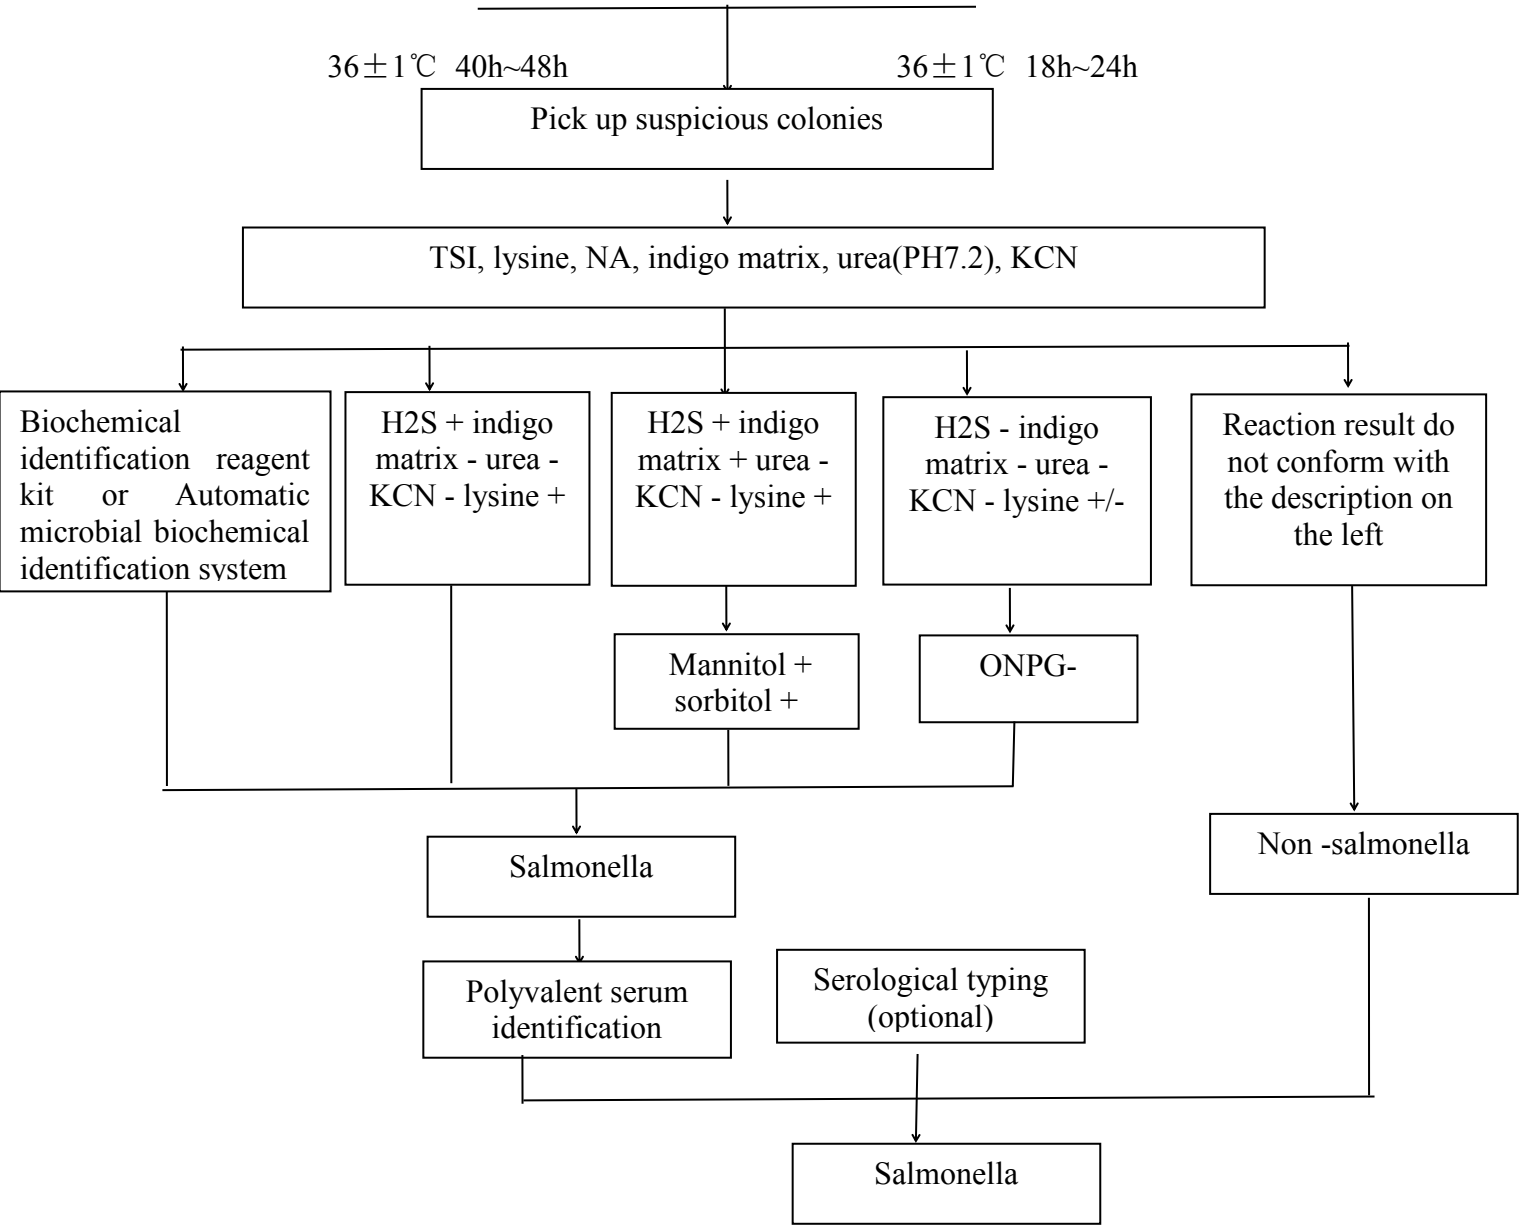 36±1℃ 40h~48h 36±1℃ 18h~24h
Pick up suspicious colonies
TSI, lysine, NA, indigo matrix, urea(PH7.2), KCN
Biochemical
identification reagent
kit or Automatic
microbial biochemical
identification system
H2S + indigo
matrix - urea -
KCN - lysine +
H2S + indigo
matrix + urea -
KCN - lysine +
H2S - indigo
matrix - urea -
KCN - lysine +/-
Reaction result do
not conform with
the description on
the left
Mannitol +
sorbitol +
ONPG-
Salmonella
Non -salmonella
Polyvalent serum
identification
Serological typing
(optional)
Salmonella